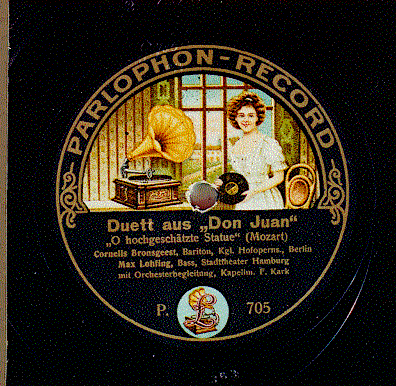 PARLOPHON-RECORD
Duett aus „Don Juan“
„O hochgeschätzte Statue“ (Mozart)
Cornelis Bronsgeest, Bariton, Kgl. Hofoperns., Berlin
Max Lohfing, Bass, Stadttheater Hamburg
mit Orchesterbegleitung, Kapellm. F. Kark
P. 705